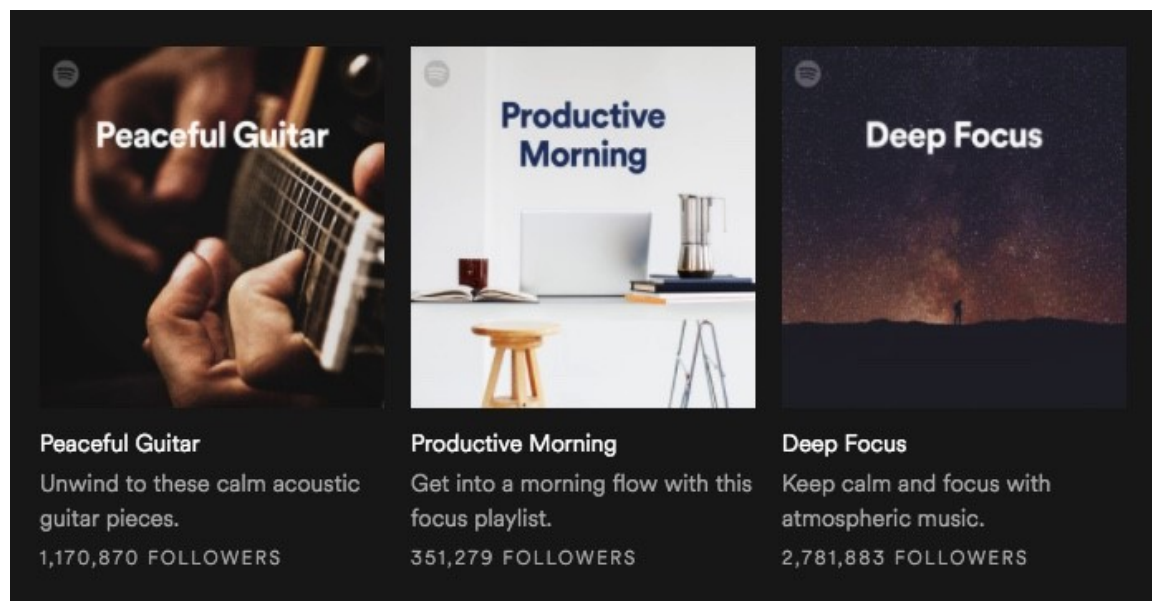 Peaceful Guitar
Productive
Morning
Deep Focus
Peaceful Guitar
Unwind to these calm acoustic
guitar pieces.
1,170,870 FOLLOWERS
Productive Morning
Get into a morning flow with this
focus playlist.
351,279 FOLLOWERS
Deep Focus
Keep calm and focus with
atmospheric music.
2,781,883 FOLLOWERS